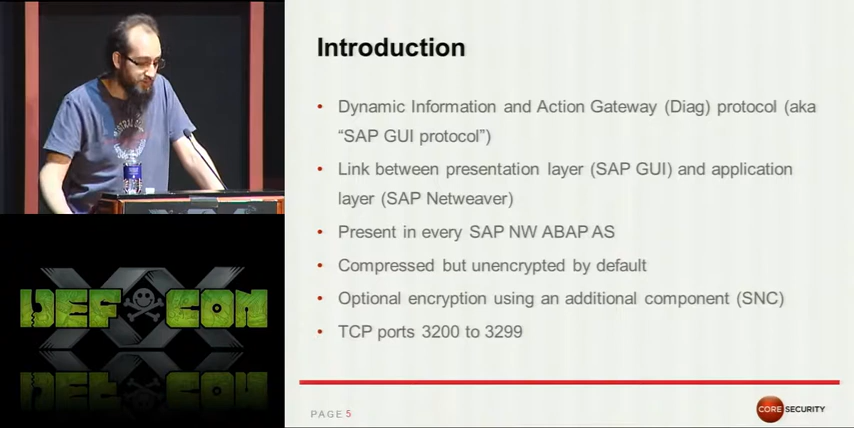 Introduction
• Dynamic Information and Action Gateway (Diag) protocol (aka
“SAP GUI protocol”)
• Link between presentation layer (SAP GUI) and application
layer (SAP Netweaver)
• Present in every SAP NW ABAP AS
• Compressed but unencrypted by default
• Optional encryption using an additional component (SNC)
• TCP ports 3200 to 3299
DEF CON
XX
PAGE 5
CORE SECURITY